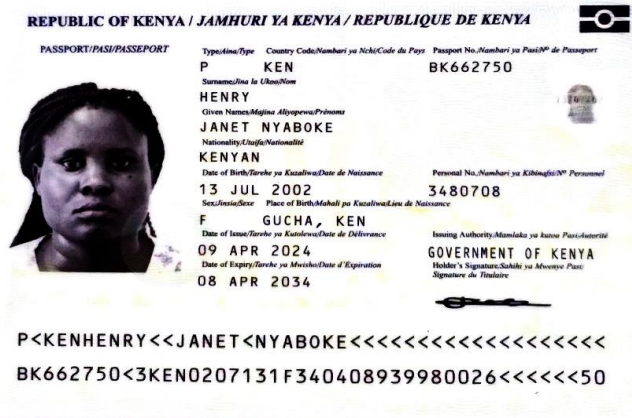 REPUBLIC OF KENYA / JAMHURI YA KENYA / REPUBLIQUE DE KENYA
PASSPORT/PASI/PASSEPORT
Type/Aina/Type Country Code/Nambari ya Nchi/Code du Pays Passport No./Nambari ya Pasi/Nº de Passeport
P KEN BK662750
Surname/Jina la Ukoo/Nom
HENRY
Given Names/Majina Aliyopewa/Prénoms
JANET NYABOKE
Nationality/Utaifa/Nationalité
KENYAN
Date of Birth/Tarehe ya Kuzaliwa/Date de Naissance Personal No./Nambari ya Kibinafsi/Nº Personnel
13 JUL 2002 3480708
Sex/Jinsia/Sexe Place of Birth/Mahali pa Kuzaliwa/Lieu de Naissance
F GUCHA, KEN
Date of Issue/Tarehe ya Kutolewa/Date de Délivrance Issuing Authority/Mamlaka ya kutoa Pasi/Autorité
09 APR 2024 GOVERNMENT OF KENYA
Date of Expiry/Tarehe ya Mwisho/Date d'Expiration Holder's Signature/Sahihi ya Mwenye Pasi/
Signature du Titulaire
08 APR 2034
P<KENHENRY<<JANET<NYABOKE<<<<<<<<<<<<<<<<<<<
BK662750<3KEN0207131F340408939980026<<<<<<50